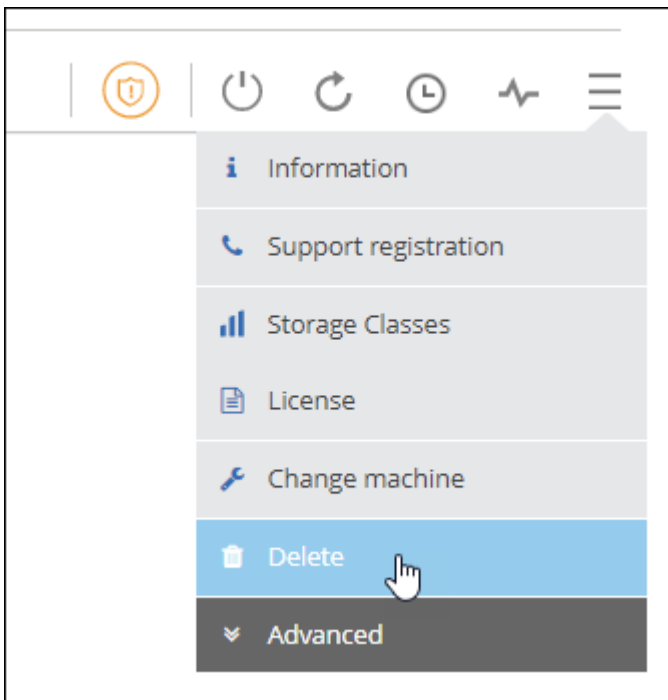 Information
Support registration
Storage Classes
License
Change machine
Delete
Advanced